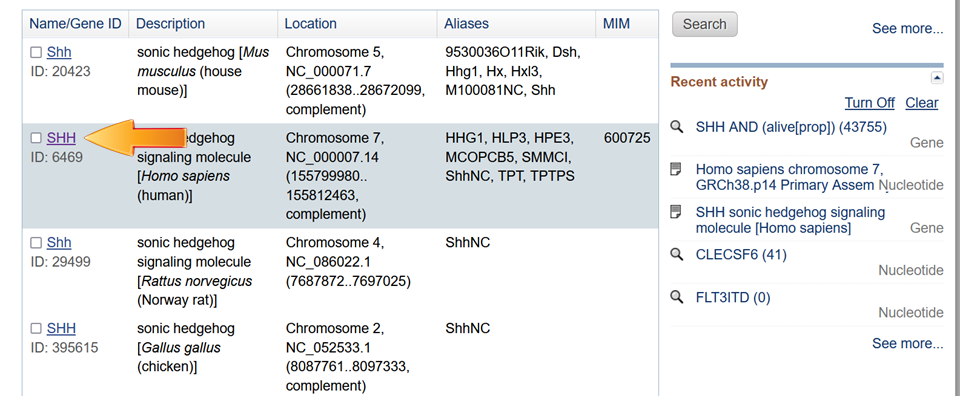 Name/Gene ID Description Location Aliases MIM
Shh
ID: 20423
sonic hedgehog [Mus
musculus (house
mouse)]
Chromosome 5,
NC_000071.7
(28661838..28672099,
complement)
9530036O11Rik, Dsh,
Hhg1, Hx, Hxl3,
M100081NC, Shh
SHH
ID: 6469
hedgehog
signaling molecule
[Homo sapiens
(human)]
Chromosome 7,
NC_000007.14
(155799980..
155812463,
complement)
HHG1, HLP3, HPE3,
MCOPCB5, SMMCI,
ShhNC, TPT, TPTPS
600725
Shh
ID: 29499
sonic hedgehog
signaling molecule
[Rattus norvegicus
(Norway rat)]
Chromosome 4,
NC_086022.1
(7687872..7697025)
ShhNC
SHH
ID: 395615
sonic hedgehog
[Gallus gallus
(chicken)]
Chromosome 2,
NC_052533.1
(8087761..8097333,
complement)
ShhNC
Search
See more...
Recent activity
Turn Off Clear
SHH AND (alive[prop]) (43755)
Gene
Homo sapiens chromosome 7,
GRCh38.p14 Primary Assem
Nucleotide
SHH sonic hedgehog signaling
molecule [Homo sapiens]
Gene
CLECSF6 (41)
Nucleotide
FLT3ITD (0)
Nucleotide
See more...